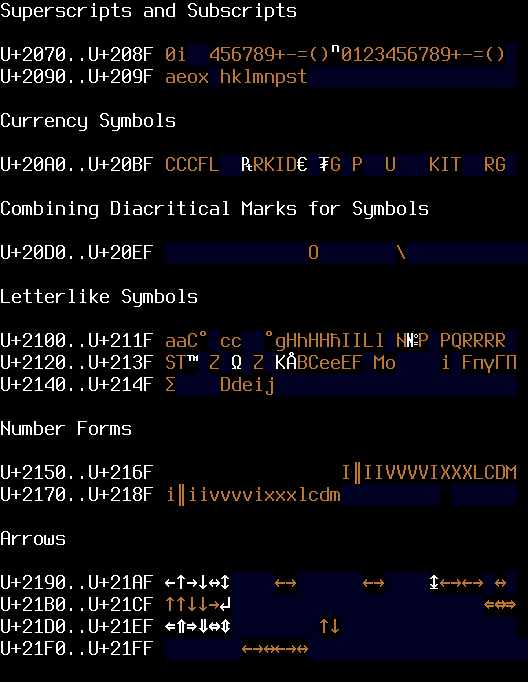 Superscripts and Subscripts
U+2070..U+208F 0i  456789+-=()ⁿ0123456789+-=()
U+2090..U+209F aeox hklmnpst
Currency Symbols
U+20A0..U+20BF CCCFL  ₧RKID€ ₮G P  U   KIT  RG
Combining Diacritical Marks for Symbols
U+20D0..U+20EF O \
Letterlike Symbols
U+2100..U+211F aaC° cc  °gHhHHħIILl N№P PQRRRR
U+2120..U+213F ST™ Z Ω Z KÅBCeeEF Mo    i FπγΓΠ
U+2140..U+214F Σ    Ddeij
Number Forms
U+2150..U+216F I║IIVVVVIXXXLCDM
U+2170..U+218F i║iivvvvixxxlcdm
Arrows
U+2190..U+21AF ←↑→↓↔↕ ←→ ←→ ↨←→←→ ↔
U+21B0..U+21CF ↑↑↓↓→↲ ⇐⇔⇒
U+21D0..U+21EF ⇐⇑⇒⇓⇔⇕ ↑↓
U+21F0..U+21FF ←→↔←→↔